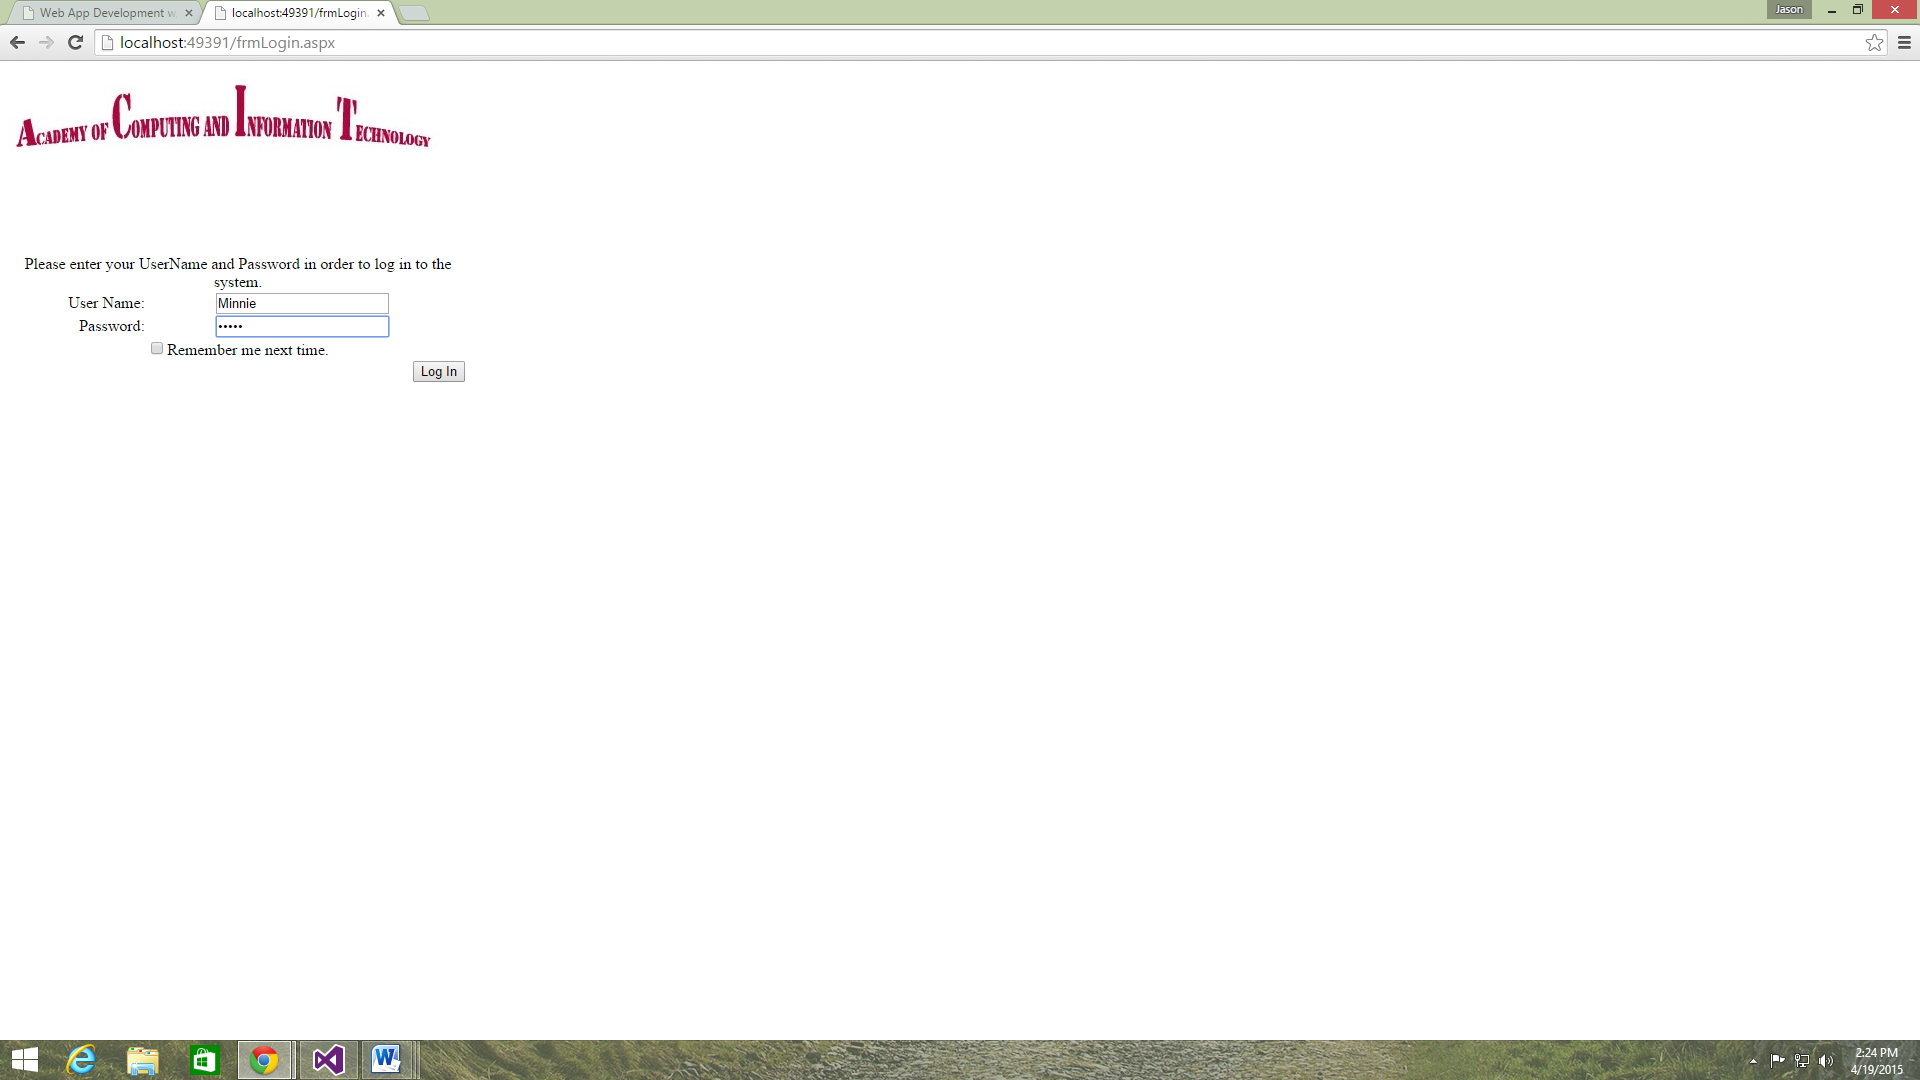 Web App Development w
localhost:49391/frmLogin.
Jason
localhost:49391/frmLogin.aspx
ACADEMY OF COMPUTING AND INFORMATION TECHNOLOGY
Please enter your UserName and Password in order to log in to the
system.
User Name: Minnie
Password: •••••
Remember me next time.
Log In
2:24 PM
4/19/2015